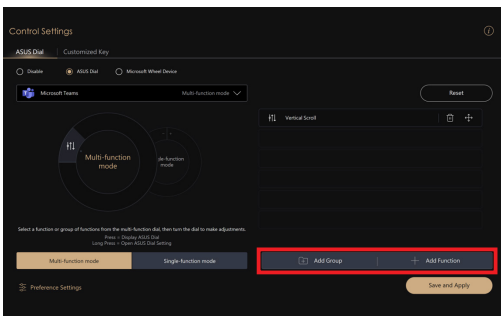 Control Settings
ASUS Dial
Customized Key
Disable
ASUS Dial
Microsoft Wheel Device
Microsoft Teams
Multi-function mode
Reset
Vertical Scroll
Multi-function
mode
mode
Select a function or group of functions from the multi-function dial, then turn the dial to make adjustments.
Press > Display ASUS Dial
Long Press > Open ASUS Dial Setting
Multi-function mode
Single-function mode
Add Group
Add Function
Preference Settings
Save and Apply